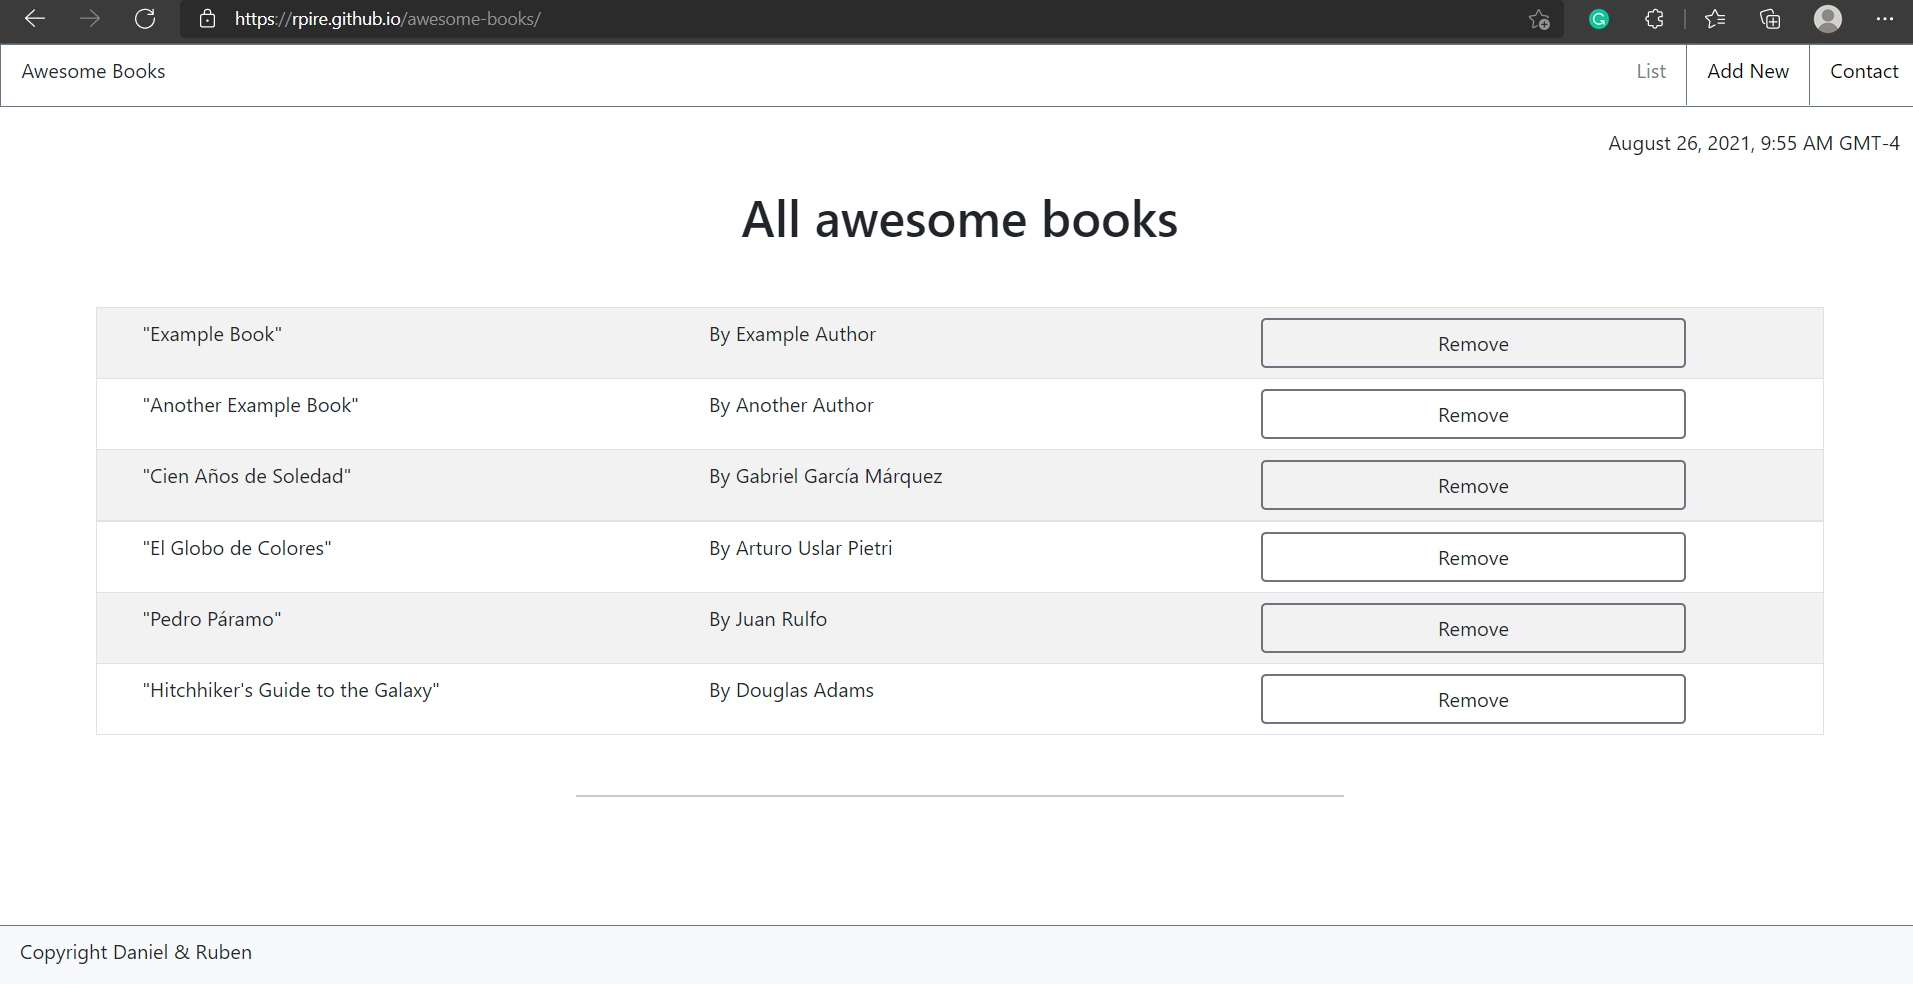 https://rpire.github.io/awesome-books/
Awesome Books
List
Add New
Contact
August 26, 2021, 9:55 AM GMT-4
All awesome books
"Example Book" By Example Author Remove
"Another Example Book" By Another Author Remove
"Cien Años de Soledad" By Gabriel García Márquez Remove
"El Globo de Colores" By Arturo Uslar Pietri Remove
"Pedro Páramo" By Juan Rulfo Remove
"Hitchhiker's Guide to the Galaxy" By Douglas Adams Remove
Copyright Daniel & Ruben